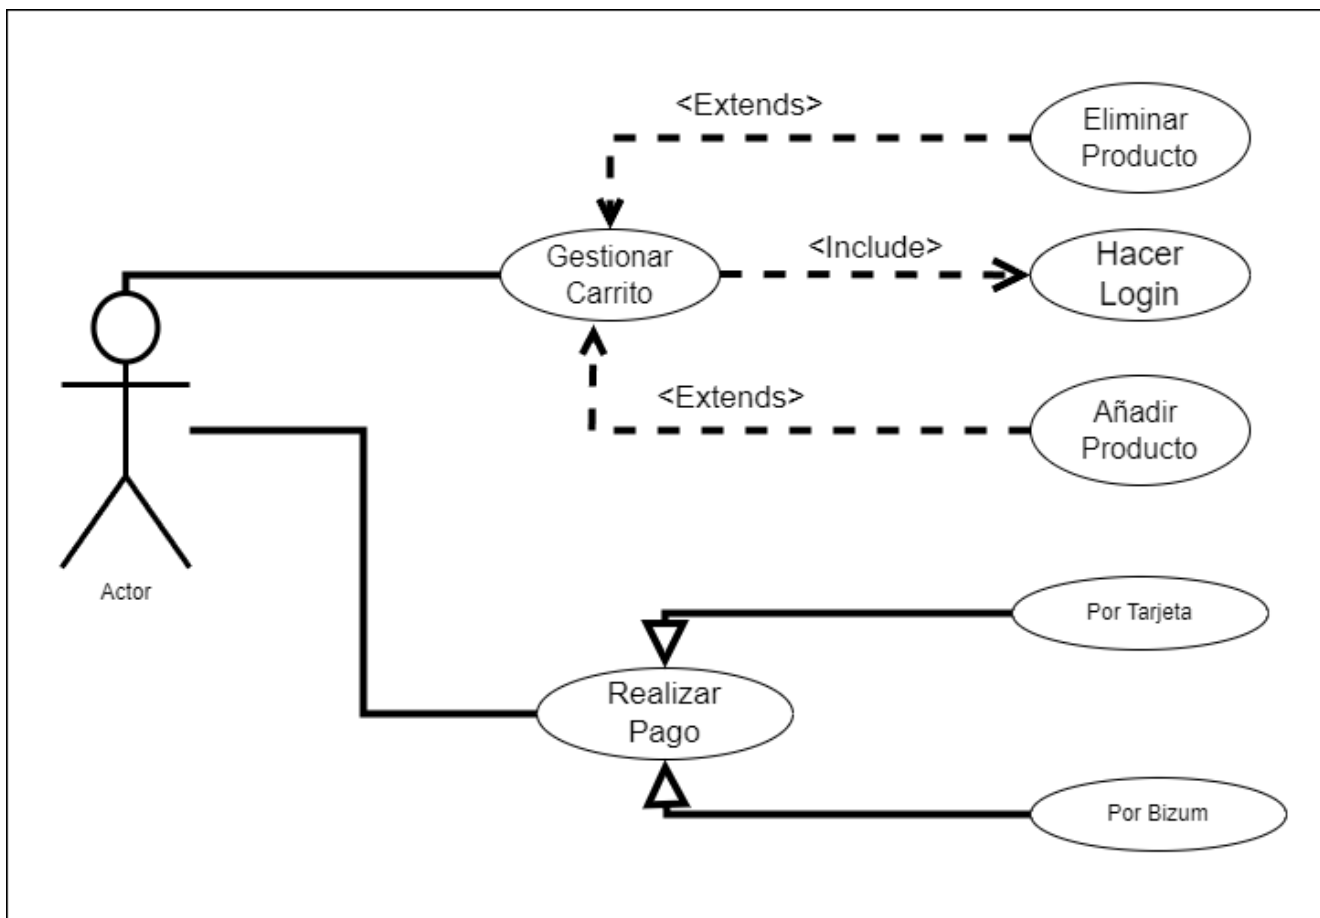 <Extends>
Eliminar
Producto
Gestionar
Carrito
<Include>
Hacer
Login
<Extends>
Añadir
Producto
Actor
Por Tarjeta
Realizar
Pago
Por Bizum